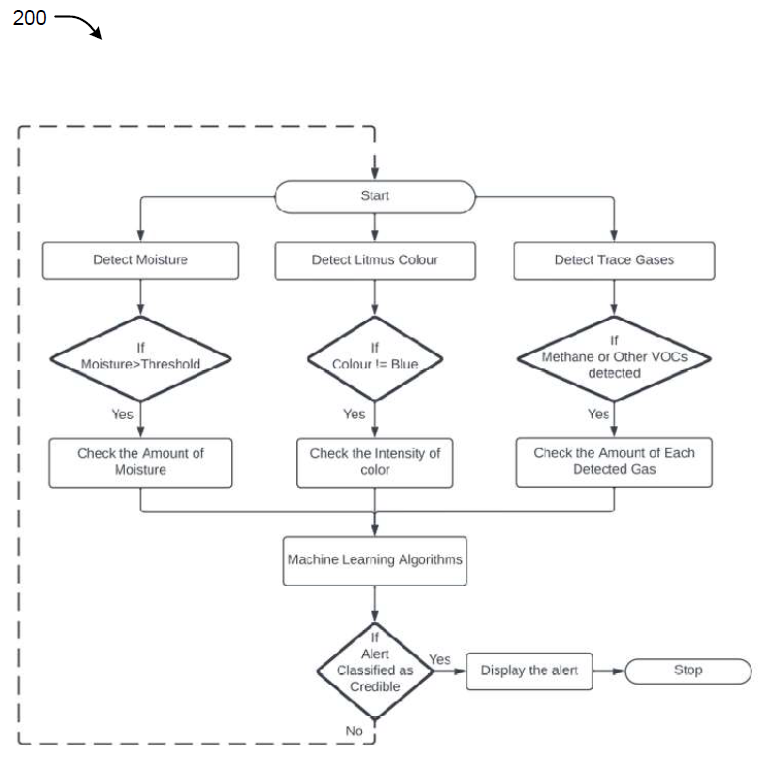 200
Start
Detect Moisture
Detect Litmus Colour
Detect Trace Gases
If
Moisture>Threshold
If
Colour != Blue
If
Methane or Other VOCs
detected
Yes
Yes
Yes
Check the Amount of
Moisture
Check the Intensity of
color
Check the Amount of Each
Detected Gas
Machine Learning Algorithms
If
Alert
Classified as
Credible
Yes
Display the alert
Stop
No